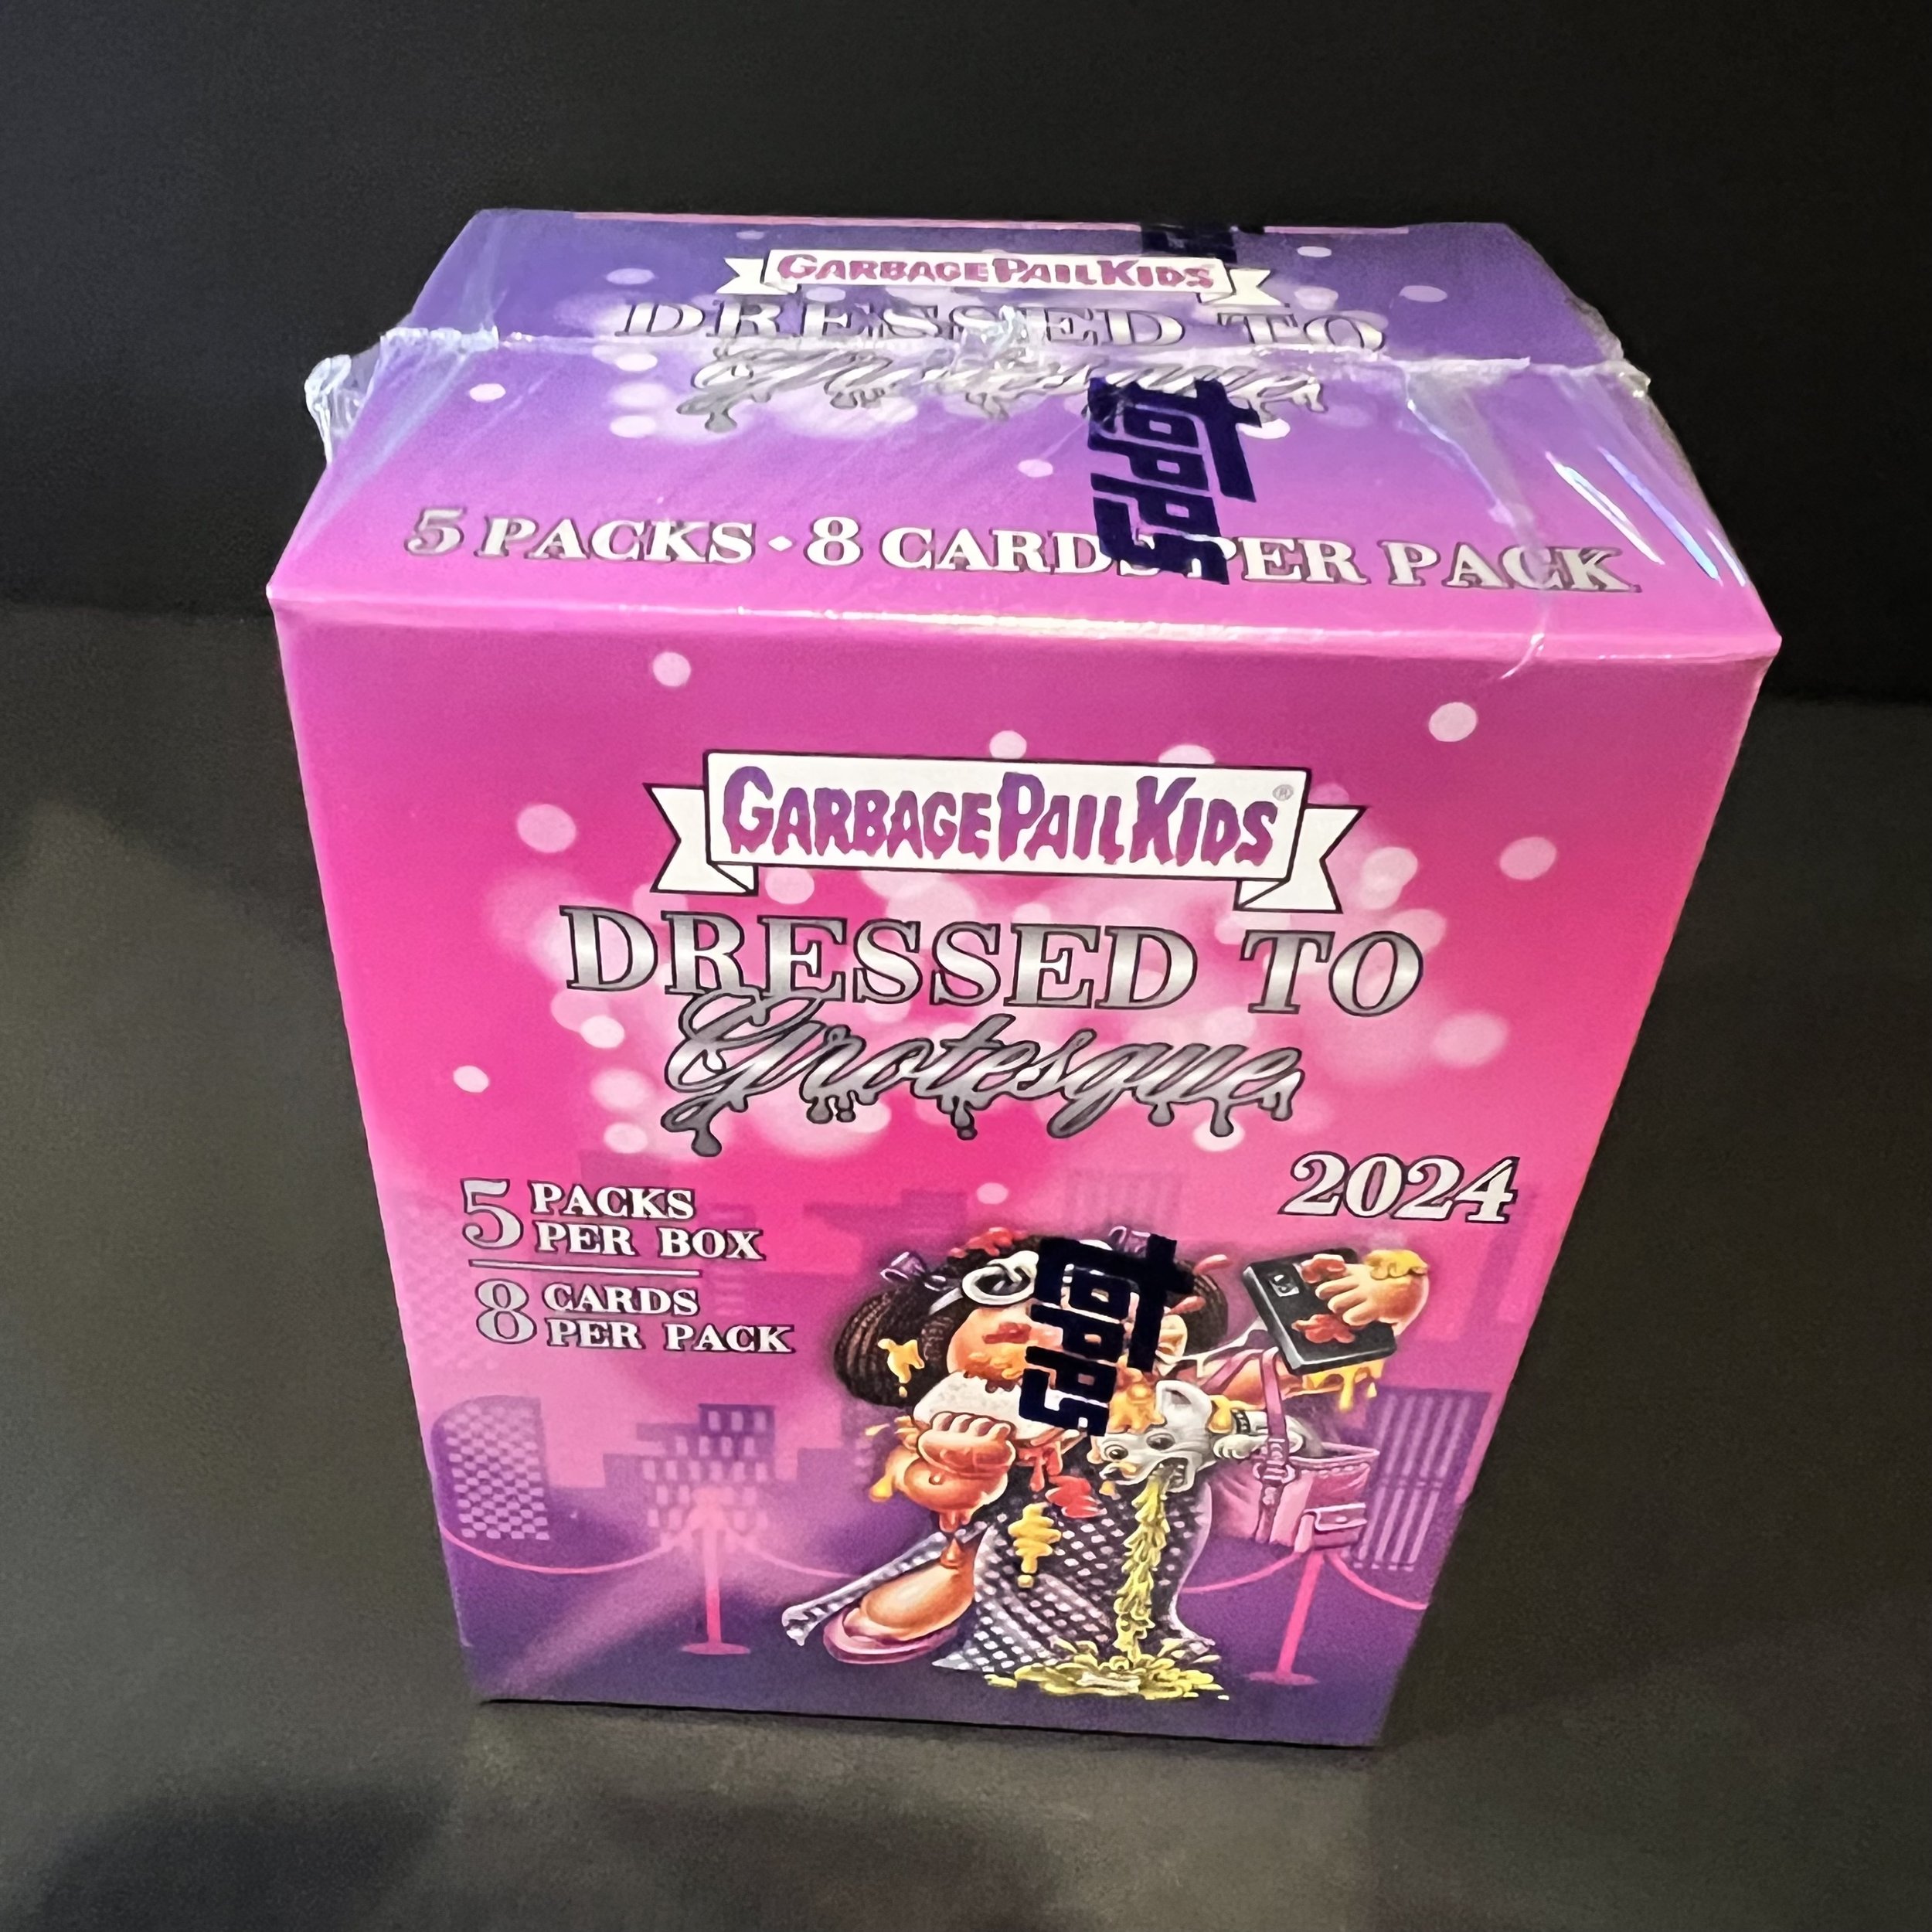 GARBAGE PAIL KIDS
DRESSED TO
Grotesque
topps
5 PACKS • 8 CARDS PER PACK
GARBAGE PAIL KIDS®
DRESSED TO
Grotesque
2024
5 PACKS
PER BOX
8 CARDS
PER PACK
topps